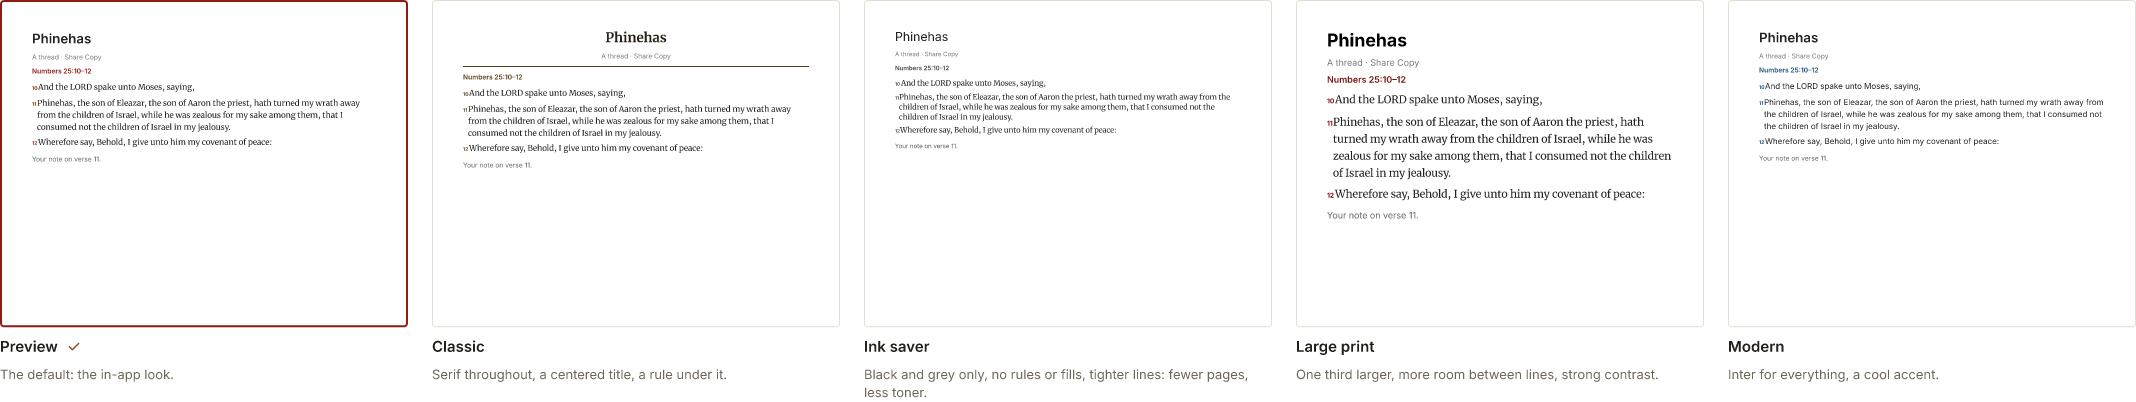 Phinehas
A thread · Share Copy
Numbers 25:10–12
10And the LORD spake unto Moses, saying,
11Phinehas, the son of Eleazar, the son of Aaron the priest, hath turned my wrath away
from the children of Israel, while he was zealous for my sake among them, that I
consumed not the children of Israel in my jealousy.
12Wherefore say, Behold, I give unto him my covenant of peace:
Your note on verse 11.
Preview
The default: the in-app look.
Phinehas
A thread · Share Copy
Numbers 25:10–12
10And the LORD spake unto Moses, saying,
11Phinehas, the son of Eleazar, the son of Aaron the priest, hath turned my wrath away
from the children of Israel, while he was zealous for my sake among them, that I
consumed not the children of Israel in my jealousy.
12Wherefore say, Behold, I give unto him my covenant of peace:
Your note on verse 11.
Classic
Serif throughout, a centered title, a rule under it.
Phinehas
A thread · Share Copy
Numbers 25:10–12
10And the LORD spake unto Moses, saying,
11Phinehas, the son of Eleazar, the son of Aaron the priest, hath turned my wrath away from the
children of Israel, while he was zealous for my sake among them, that I consumed not the
children of Israel in my jealousy.
12Wherefore say, Behold, I give unto him my covenant of peace:
Your note on verse 11.
Ink saver
Black and grey only, no rules or fills, tighter lines: fewer pages,
less toner.
Phinehas
A thread · Share Copy
Numbers 25:10–12
10And the LORD spake unto Moses, saying,
11Phinehas, the son of Eleazar, the son of Aaron the priest, hath
turned my wrath away from the children of Israel, while he was
zealous for my sake among them, that I consumed not the children
of Israel in my jealousy.
12Wherefore say, Behold, I give unto him my covenant of peace:
Your note on verse 11.
Large print
One third larger, more room between lines, strong contrast.
Phinehas
A thread · Share Copy
Numbers 25:10–12
10And the LORD spake unto Moses, saying,
11Phinehas, the son of Eleazar, the son of Aaron the priest, hath turned my wrath away from
the children of Israel, while he was zealous for my sake among them, that I consumed not
the children of Israel in my jealousy.
12Wherefore say, Behold, I give unto him my covenant of peace:
Your note on verse 11.
Modern
Inter for everything, a cool accent.